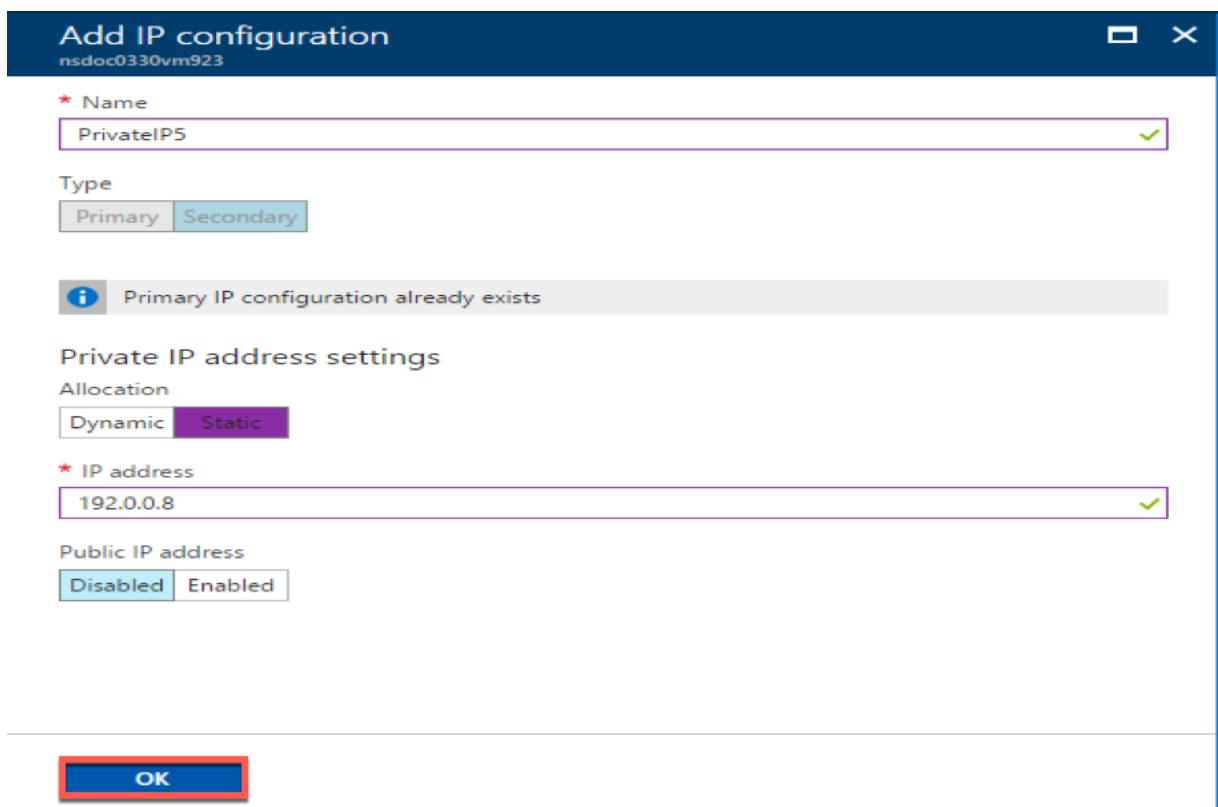 Add IP configuration
nsdoc0330vm923
* Name
PrivateIP5
Type
Primary Secondary
Primary IP configuration already exists
Private IP address settings
Allocation
Dynamic Static
* IP address
192.0.0.8
Public IP address
Disabled Enabled
OK